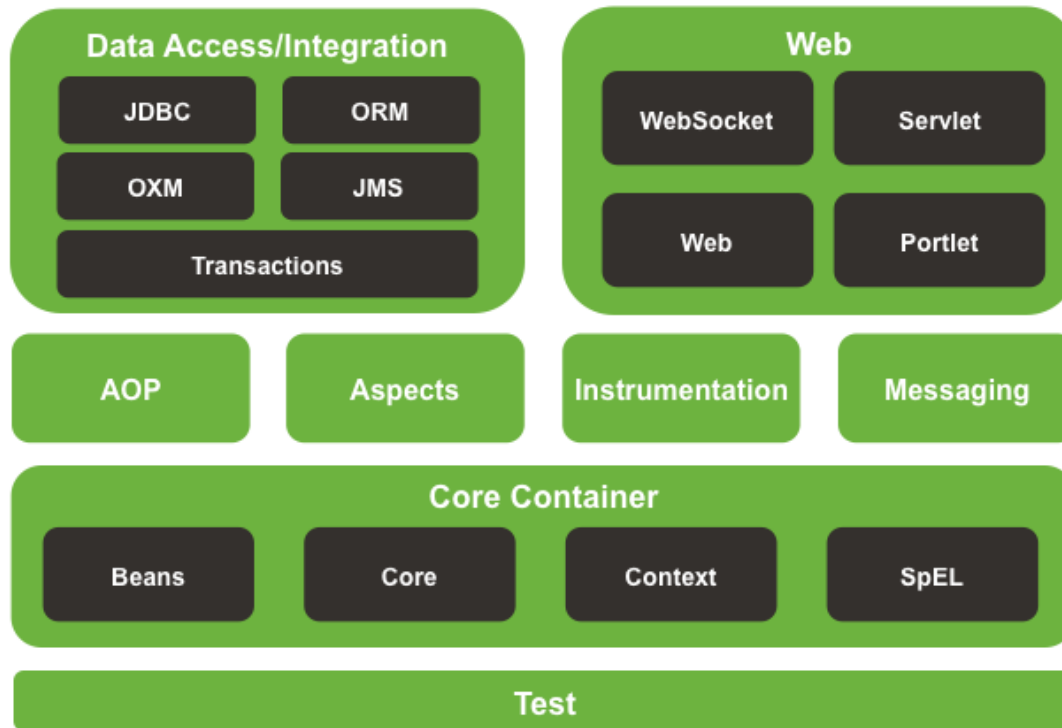 Data Access/Integration
JDBC
ORM
OXM
JMS
Transactions
Web
WebSocket
Servlet
Web
Portlet
AOP
Aspects
Instrumentation
Messaging
Core Container
Beans
Core
Context
SpEL
Test